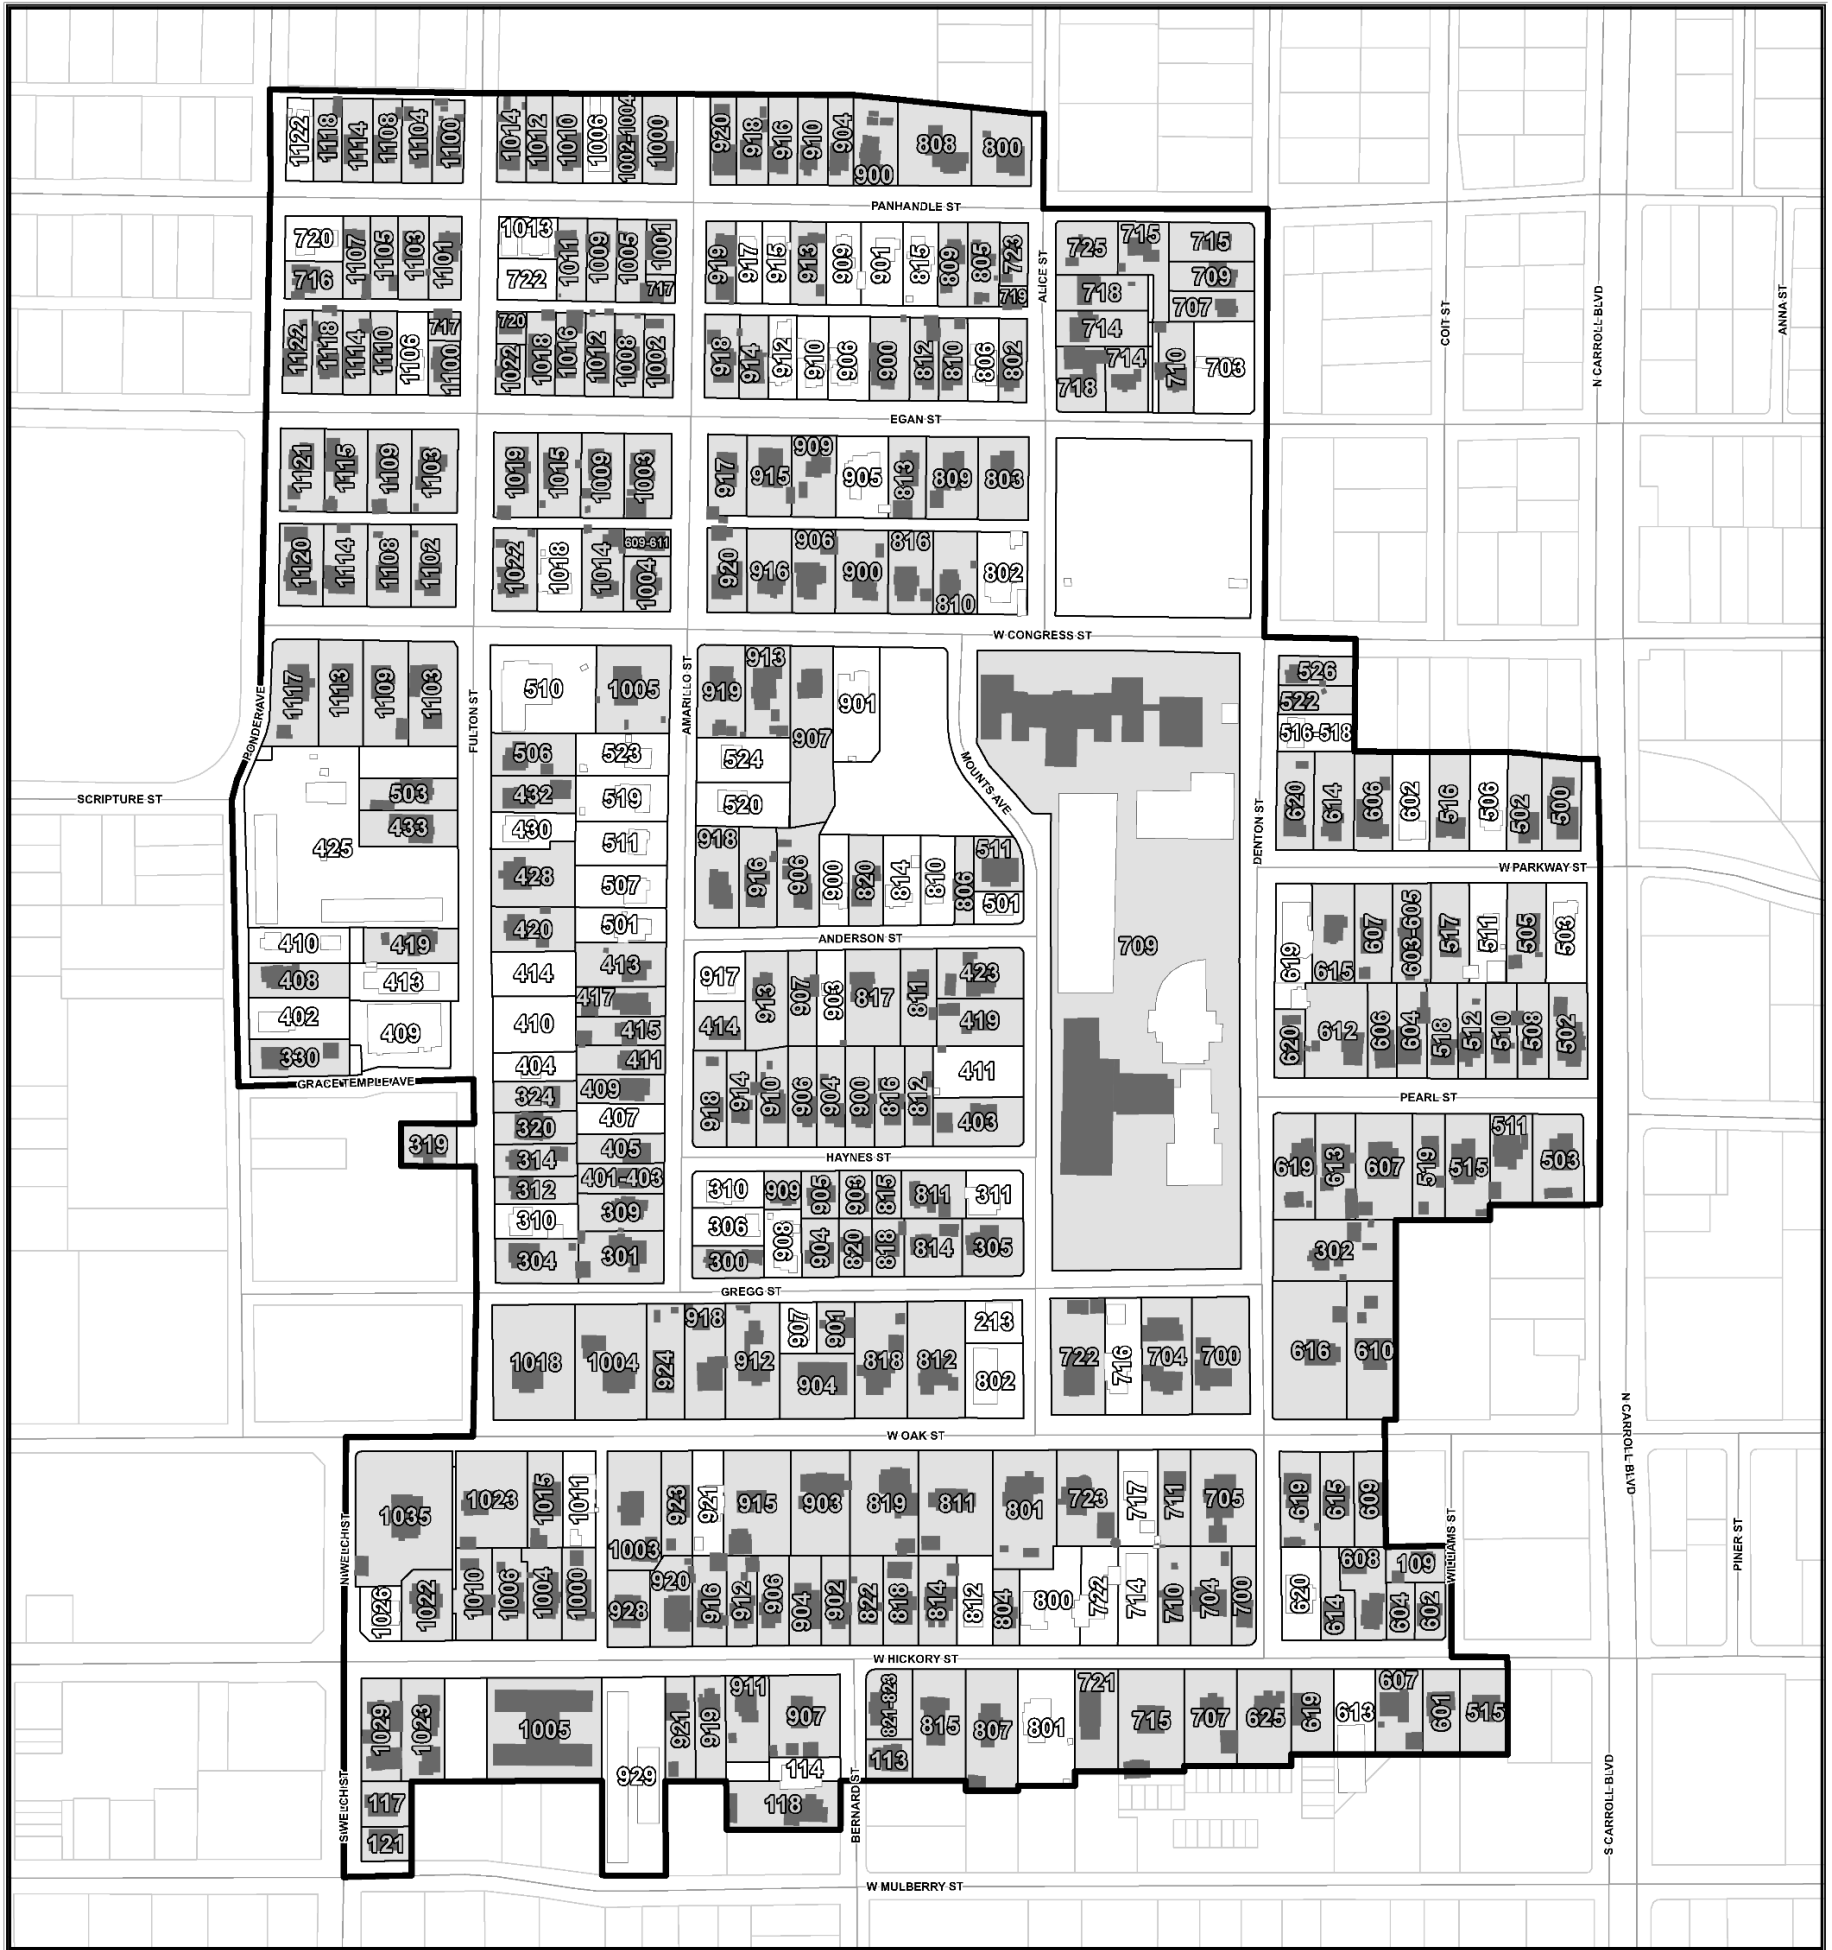 1122 1118 1114 1108 1104 1100 1014 1012 1010 1006 1002-1004 1000 920 918 916 910 904 900 808 800
PANHANDLE ST
720 1107 1105 1103 1101 1013 1011 1009 1005 1001 919 917 915 913 909 901 815 809 805 723 725 715 715
716 722 717 719 709
ALICE ST
718 707
1122 1118 1114 1110 1106 717 1100 720 1022 1018 1016 1012 1008 1002 918 914 912 910 906 900 812 810 806 802 714
718 714 710 703
COIT ST
N CARROLL BLVD
ANNA ST
EGAN ST
1121 1115 1109 1103 1019 1015 1009 1003 917 915 909 905 813 809 803
1120 1114 1108 1102 1022 1018 1014 609-611 1004 920 916 906 900 816 810 802
W CONGRESS ST
1117 1113 1109 1103 510 1005 919 913 907 901 526
522
516-518
PONDER AVE
FULTON ST
AMARILLO ST
MOUNTS AVE
DENTON ST
506 523 524
SCRIPTURE ST
503 432 519 520 620 614 606 602 516 506 502 500
433 430 511
425 428 507 918 916 906 900 820 814 810 806 511 501
W PARKWAY ST
420 501
ANDERSON ST
410 419 414 413 917 913 907 903 817 811 423 709 619 615 607 603-605 517 511 505 503
408 413 417
402 409 410 415 414 419 620 612 606 604 518 512 510 508 502
330 404 411 918 914 910 906 904 900 816 812 411
GRACE TEMPLE AVE
324 409 403
PEARL ST
320 407
319 314 405
HAYNES ST
619 613 607 519 515 511 503
312 401-403 310 909 905 903 815 811 311
310 309 306 908 904 820 818 814 305
304 301 300 302
GREGG ST
1018 1004 924 918 912 907 901 904 818 812 213 802 722 716 704 700 616 610
W OAK ST
N CARROLL BLVD
1035 1023 1015 1011 1003 923 921 915 903 819 811 801 723 717 711 705 619 615 609
N WELCH ST
WILLIAMS ST
PINER ST
1026 1022 1010 1006 1004 1000 928 920 916 912 906 904 902 822 818 814 812 804 800 722 714 710 704 700 620 614 608 109 604 602
W HICKORY ST
1029 1023 1005 929 921 919 911 907 821-823 815 807 801 721 715 707 625 619 613 607 601 515
114 113
117 118
121
S WELCH ST
BERNARD ST
S CARROLL BLVD
W MULBERRY ST